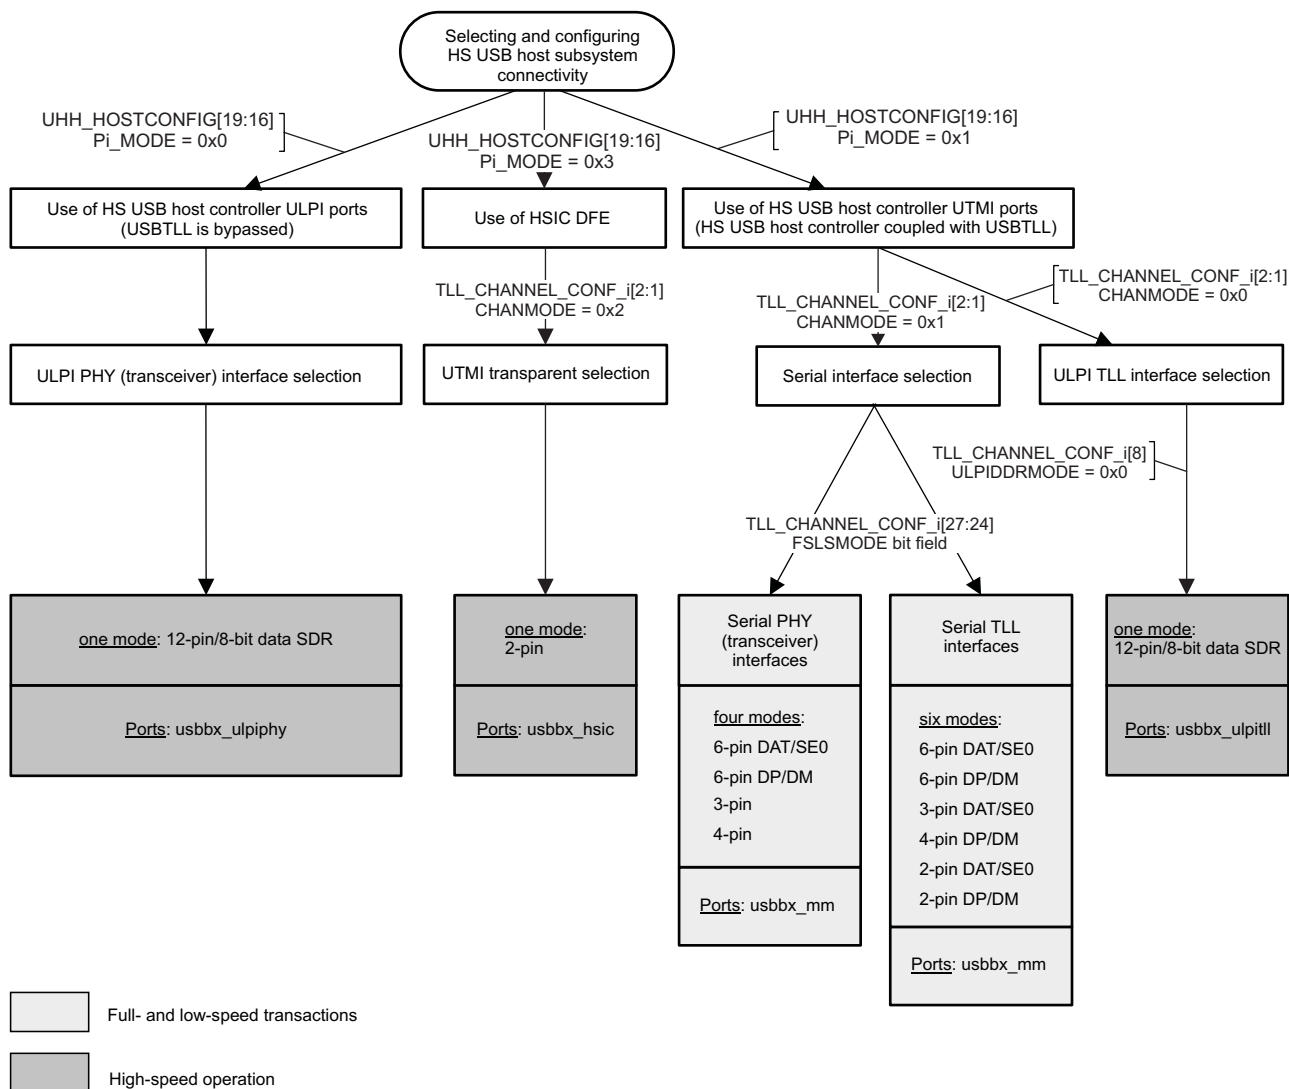 Selecting and configuring
HS USB host subsystem
connectivity
UHH_HOSTCONFIG[19:16]
Pi_MODE = 0x0
UHH_HOSTCONFIG[19:16]
Pi_MODE = 0x3
UHH_HOSTCONFIG[19:16]
Pi_MODE = 0x1
Use of HS USB host controller ULPI ports
(USBTLL is bypassed)
Use of HSIC DFE
Use of HS USB host controller UTMI ports
(HS USB host controller coupled with USBTLL)
TLL_CHANNEL_CONF_i[2:1]
CHANMODE = 0x2
TLL_CHANNEL_CONF_i[2:1]
CHANMODE = 0x1
TLL_CHANNEL_CONF_i[2:1]
CHANMODE = 0x0
ULPI PHY (transceiver) interface selection
UTMI transparent selection
Serial interface selection
ULPI TLL interface selection
TLL_CHANNEL_CONF_i[8]
ULPIDDRMODE = 0x0
TLL_CHANNEL_CONF_i[27:24]
FSLSMODE bit field
one mode: 12-pin/8-bit data SDR
Ports: usbbx_ulpiphy
one mode:
2-pin
Ports: usbbx_hsic
Serial PHY
(transceiver)
interfaces
four modes:
6-pin DAT/SE0
6-pin DP/DM
3-pin
4-pin
Ports: usbbx_mm
Serial TLL
interfaces
six modes:
6-pin DAT/SE0
6-pin DP/DM
3-pin DAT/SE0
4-pin DP/DM
2-pin DAT/SE0
2-pin DP/DM
Ports: usbbx_mm
one mode:
12-pin/8-bit data SDR
Ports: usbbx_ulpitll
Full- and low-speed transactions
High-speed operation